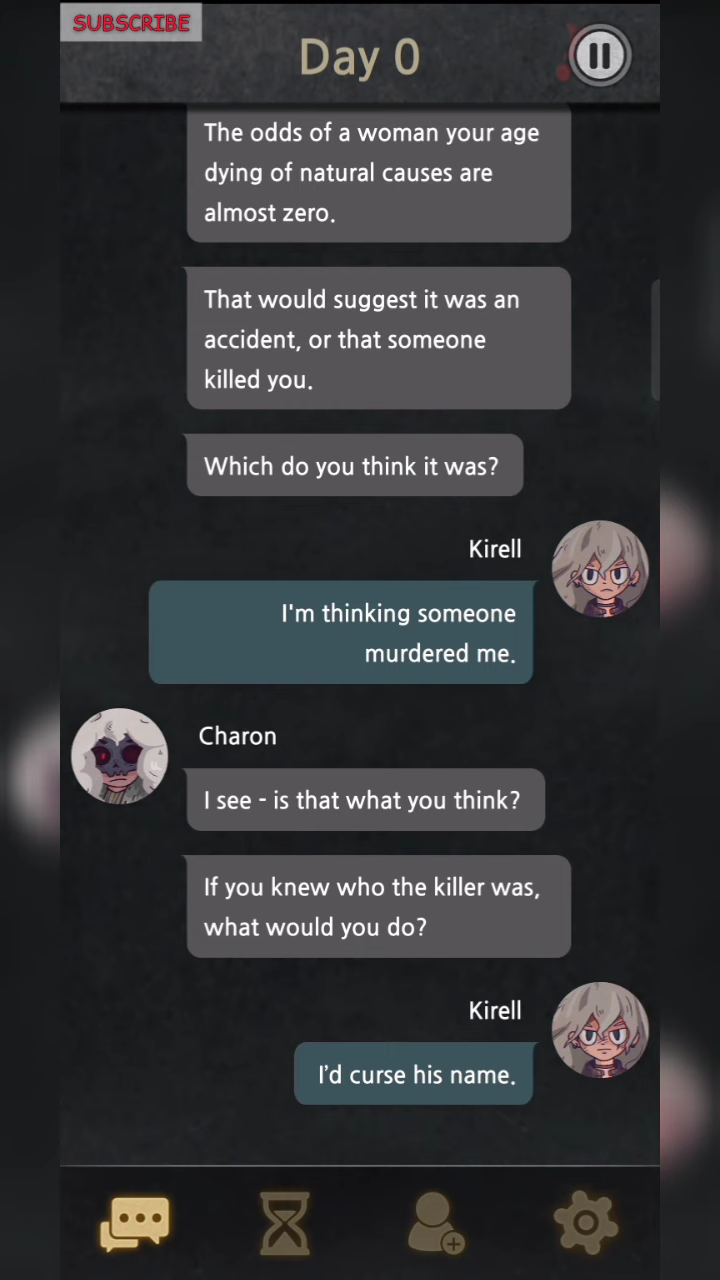 SUBSCRIBE
Day 0
The odds of a woman your age
dying of natural causes are
almost zero.
That would suggest it was an
accident, or that someone
killed you.
Which do you think it was?
Kirell
I'm thinking someone
murdered me.
Charon
I see - is that what you think?
If you knew who the killer was,
what would you do?
Kirell
I'd curse his name.